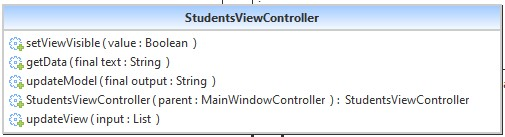 StudentsViewController
setViewVisible ( value : Boolean )
getData ( final text : String )
updateModel ( final output : String )
StudentsViewController ( parent : MainWindowController ) : StudentsViewController
updateView ( input : List )